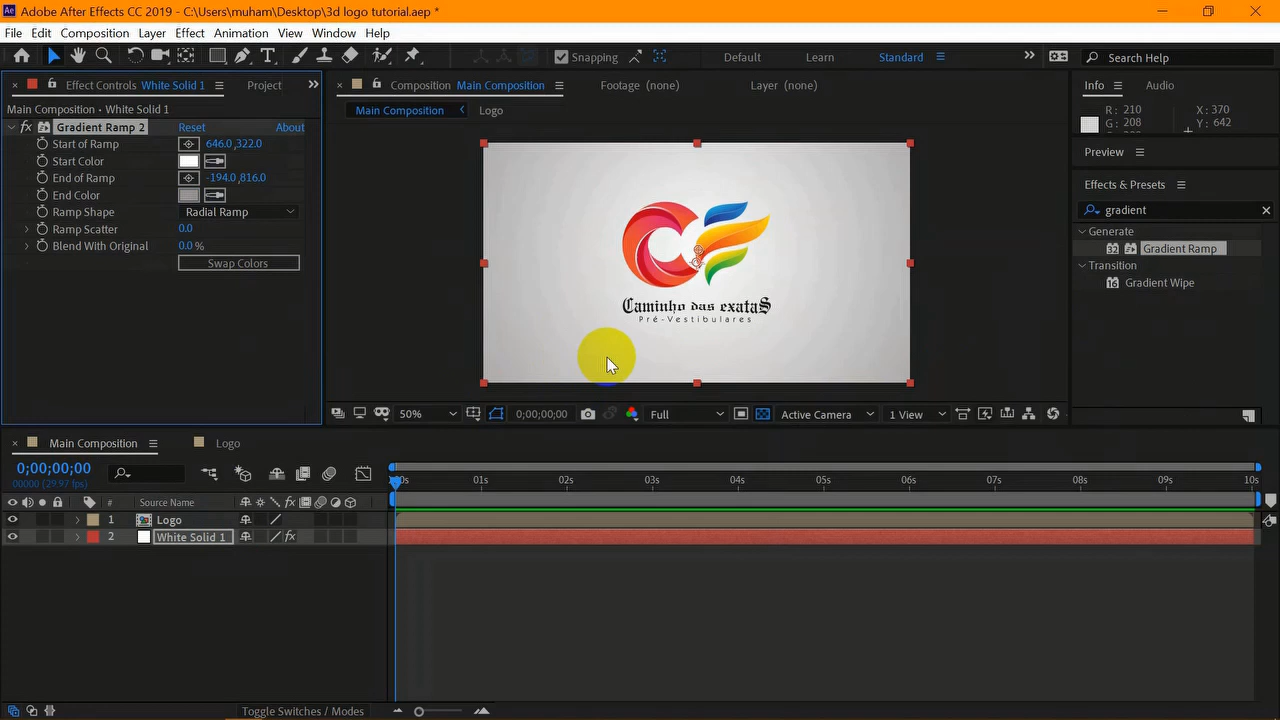 Adobe After Effects CC 2019 - C:\Users\muham\Desktop\3d logo tutorial.aep *
File Edit Composition Layer Effect Animation View Window Help
Snapping Default Learn Standard Search Help
Effect Controls White Solid 1 Project
Main Composition • White Solid 1
fx Gradient Ramp 2 Reset About
Start of Ramp 646.0,322.0
Start Color
End of Ramp -194.0,816.0
End Color
Ramp Shape Radial Ramp
Ramp Scatter 0.0
Blend With Original 0.0 %
Swap Colors
Composition Main Composition Footage (none) Layer (none)
Main Composition Logo
Caminho das exataS
Pré-Vestibulares
50% 0;00;00;00 Full Active Camera 1 View
Info Audio
R: 210 X: 370
G: 208 Y: 642
Preview
Effects & Presets
gradient
Generate
32 Gradient Ramp
Transition
16 Gradient Wipe
Main Composition Logo
0;00;00;00
00000 (29.97 fps)
# Source Name fx
:00s 01s 02s 03s 04s 05s 06s 07s 08s 09s 10s
1 Logo
2 White Solid 1 fx
Toggle Switches / Modes